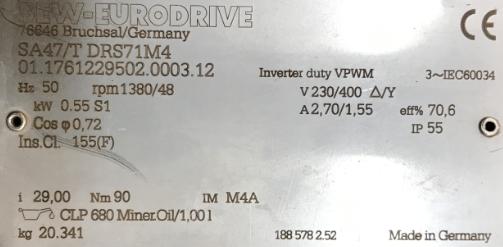 SEW-EURODRIVE
76646 Bruchsal/Germany
SA47/T DRS71M4
01.1761229502.0003.12 Inverter duty VPWM 3~IEC60034
Hz 50 rpm 1380/48 V 230/400 △/Y
kW 0.55 S1 A 2,70/1,55 eff% 70,6
Cos φ 0,72 IP 55
Ins.Cl. 155(F)
i 29,00 Nm 90 IM M4A
CLP 680 Miner.Oil/1,00 l
kg 20.341 188 578 2.52 Made in Germany